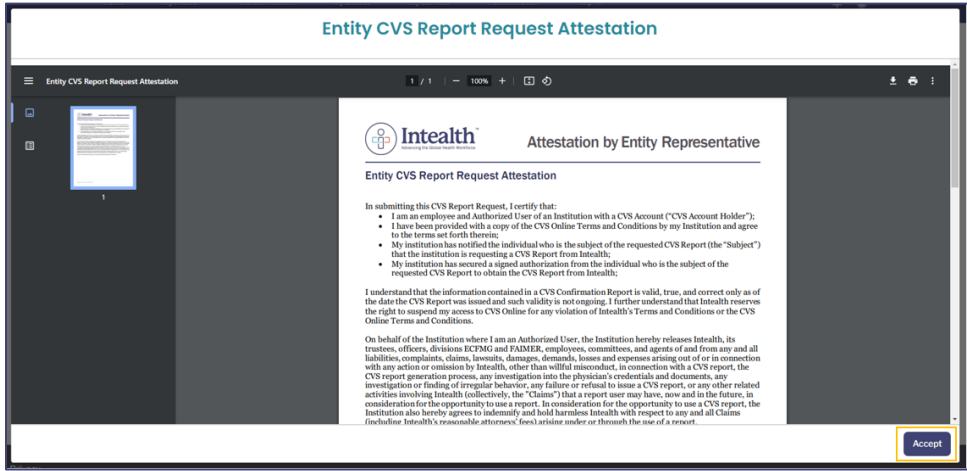 Entity CVS Report Request Attestation
Entity CVS Report Request Attestation
1 / 1
100%
1
Intealth
Advancing the Global Health Workforce
Attestation by Entity Representative
Entity CVS Report Request Attestation
In submitting this CVS Report Request, I certify that:
• I am an employee and Authorized User of an Institution with a CVS Account ("CVS Account Holder");
• I have been provided with a copy of the CVS Online Terms and Conditions by my Institution and agree
to the terms set forth therein;
• My institution has notified the individual who is the subject of the requested CVS Report (the "Subject")
that the institution is requesting a CVS Report from Intealth;
• My institution has secured a signed authorization from the individual who is the subject of the
requested CVS Report to obtain the CVS Report from Intealth;
I understand that the information contained in a CVS Confirmation Report is valid, true, and correct only as of
the date the CVS Report was issued and such validity is not ongoing. I further understand that Intealth reserves
the right to suspend my access to CVS Online for any violation of Intealth's Terms and Conditions or the CVS
Online Terms and Conditions.
On behalf of the Institution where I am an Authorized User, the Institution hereby releases Intealth, its
trustees, officers, divisions ECFMG and FAIMER, employees, committees, and agents of and from any and all
liabilities, complaints, claims, lawsuits, damages, demands, losses and expenses arising out of or in connection
with any action or omission by Intealth, other than willful misconduct, in connection with a CVS report, the
CVS report generation process, any investigation into the physician's credentials and documents, any
investigation or finding of irregular behavior, any failure or refusal to issue a CVS report, or any other related
activities involving Intealth (collectively, the "Claims") that a report user may have, now and in the future, in
consideration for the opportunity to use a report. In consideration for the opportunity to use a CVS report, the
Institution also hereby agrees to indemnify and hold harmless Intealth with respect to any and all Claims
(including Intealth's reasonable attorneys' fees) arising under or through the use of a report.
Accept